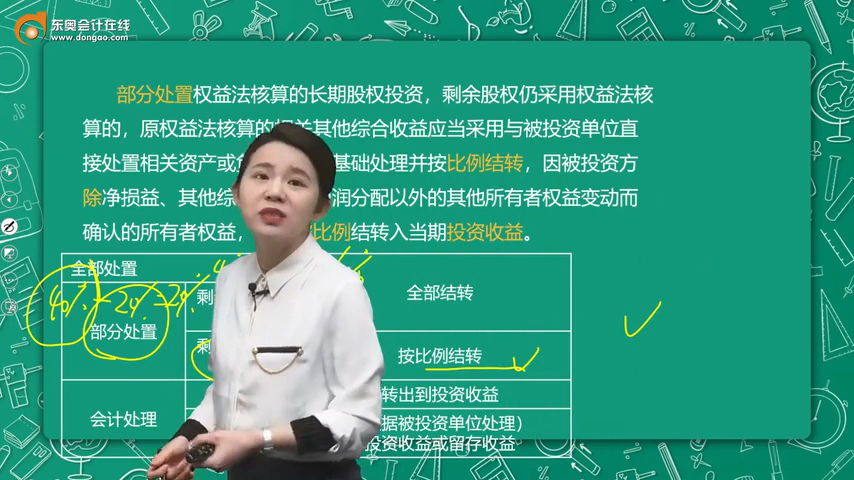 东奥会计在线
www.dongao.com
部分处置权益法核算的长期股权投资，剩余股权仍采用权益法核
算的，原权益法核算的相关其他综合收益应当采用与被投资单位直
接处置相关资产或 基础处理并按比例结转，因被投资方
除净损益、其他综 润分配以外的其他所有者权益变动而
确认的所有者权益， 比例结转入当期投资收益。
全部处置
40% 20% 20%
剩
全部结转
部分处置
剩
按比例结转
转出到投资收益
会计处理
据被投资单位处理）
投资收益或留存收益